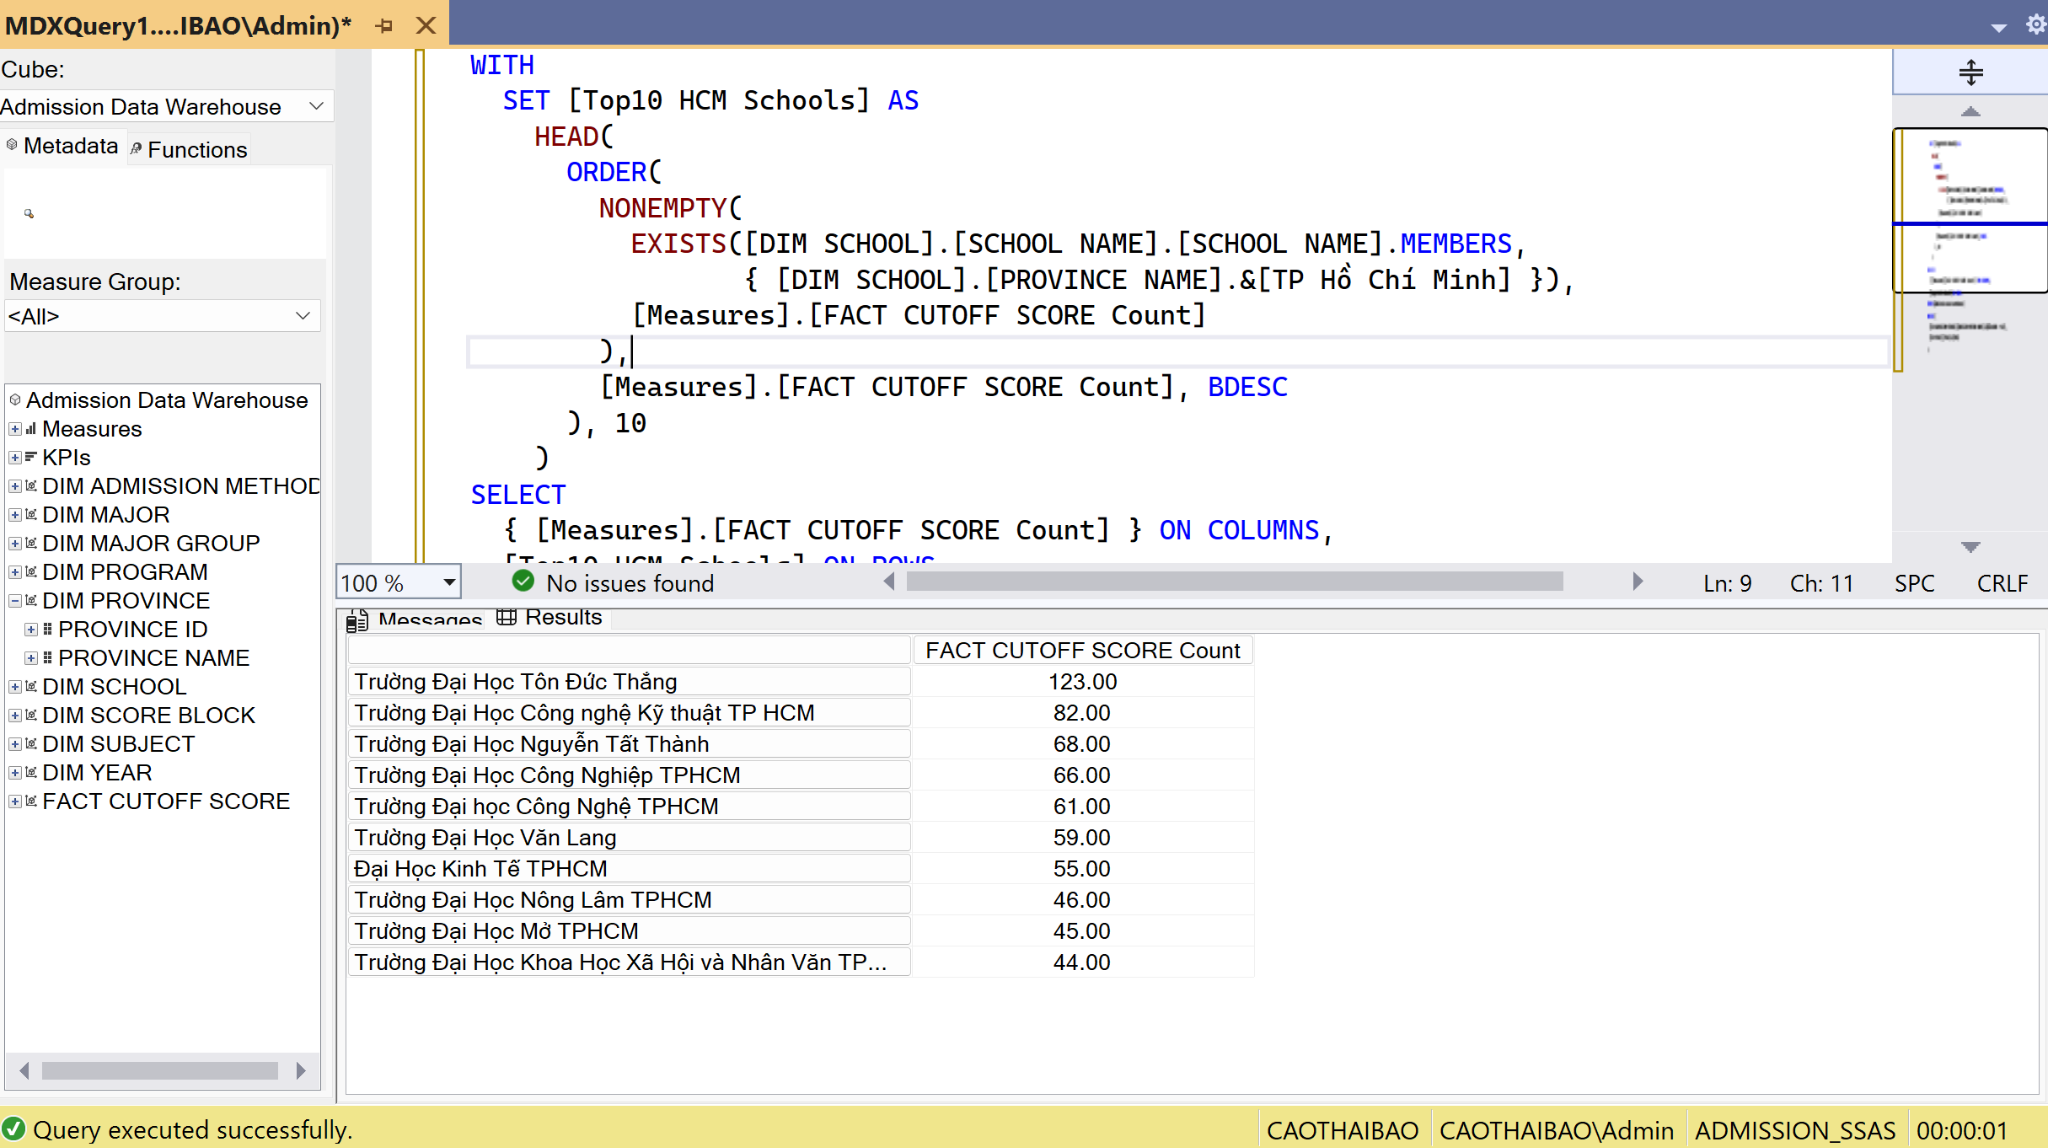 MDXQuery1....IBAO\Admin)*
Cube:
Admission Data Warehouse
Metadata
Functions
Measure Group:
<All>
Admission Data Warehouse
Measures
KPIs
DIM ADMISSION METHOD
DIM MAJOR
DIM MAJOR GROUP
DIM PROGRAM
DIM PROVINCE
PROVINCE ID
PROVINCE NAME
DIM SCHOOL
DIM SCORE BLOCK
DIM SUBJECT
DIM YEAR
FACT CUTOFF SCORE
WITH
SET [Top10 HCM Schools] AS
HEAD(
ORDER(
NONEMPTY(
EXISTS([DIM SCHOOL].[SCHOOL NAME].[SCHOOL NAME].MEMBERS,
{ [DIM SCHOOL].[PROVINCE NAME].&[TP Hồ Chí Minh] }),
[Measures].[FACT CUTOFF SCORE Count]
),
[Measures].[FACT CUTOFF SCORE Count], BDESC
), 10
)
SELECT
{ [Measures].[FACT CUTOFF SCORE Count] } ON COLUMNS,
[Top10 HCM Schools] ON ROWS
100 %
No issues found
Ln: 9 Ch: 11 SPC CRLF
Messages Results
FACT CUTOFF SCORE Count
Trường Đại Học Tôn Đức Thắng 123.00
Trường Đại Học Công nghệ Kỹ thuật TP HCM 82.00
Trường Đại Học Nguyễn Tất Thành 68.00
Trường Đại Học Công Nghiệp TPHCM 66.00
Trường Đại học Công Nghệ TPHCM 61.00
Trường Đại Học Văn Lang 59.00
Đại Học Kinh Tế TPHCM 55.00
Trường Đại Học Nông Lâm TPHCM 46.00
Trường Đại Học Mở TPHCM 45.00
Trường Đại Học Khoa Học Xã Hội và Nhân Văn TP... 44.00
Query executed successfully.
CAOTHAIBAO CAOTHAIBAO\Admin ADMISSION_SSAS 00:00:01